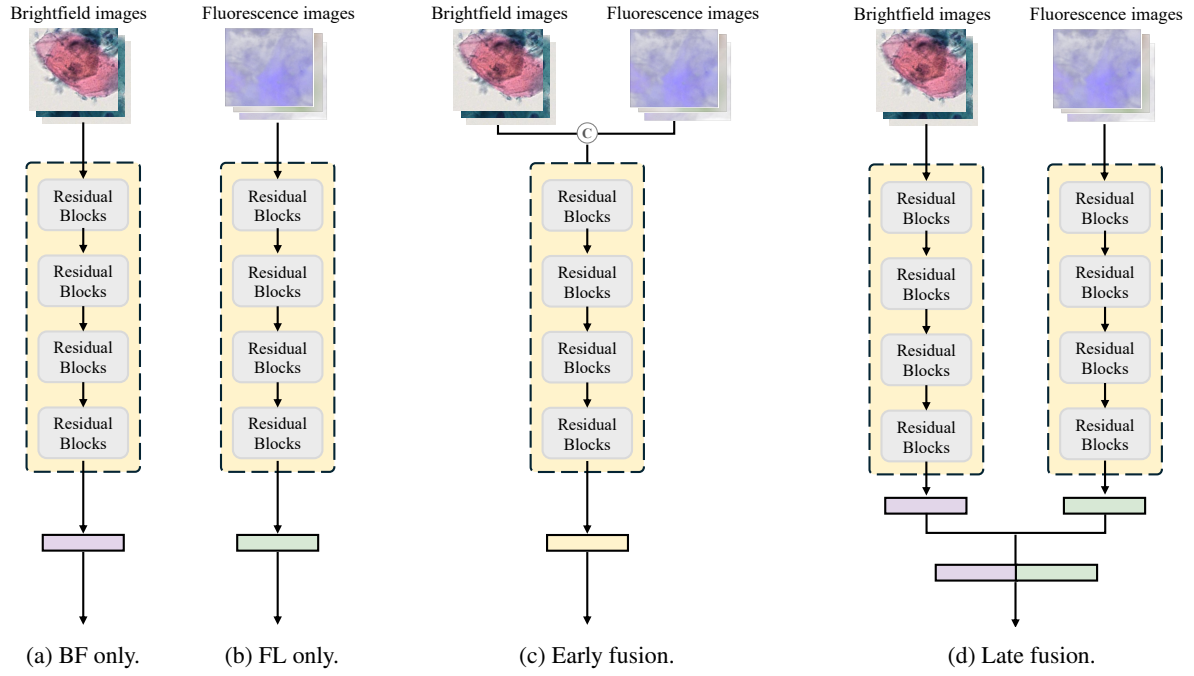 Brightfield images
Fluorescence images
Brightfield images
Fluorescence images
Brightfield images
Fluorescence images
C
Residual
Blocks
Residual
Blocks
Residual
Blocks
Residual
Blocks
Residual
Blocks
Residual
Blocks
Residual
Blocks
Residual
Blocks
Residual
Blocks
Residual
Blocks
Residual
Blocks
Residual
Blocks
Residual
Blocks
Residual
Blocks
Residual
Blocks
Residual
Blocks
Residual
Blocks
Residual
Blocks
Residual
Blocks
Residual
Blocks
(a) BF only.
(b) FL only.
(c) Early fusion.
(d) Late fusion.